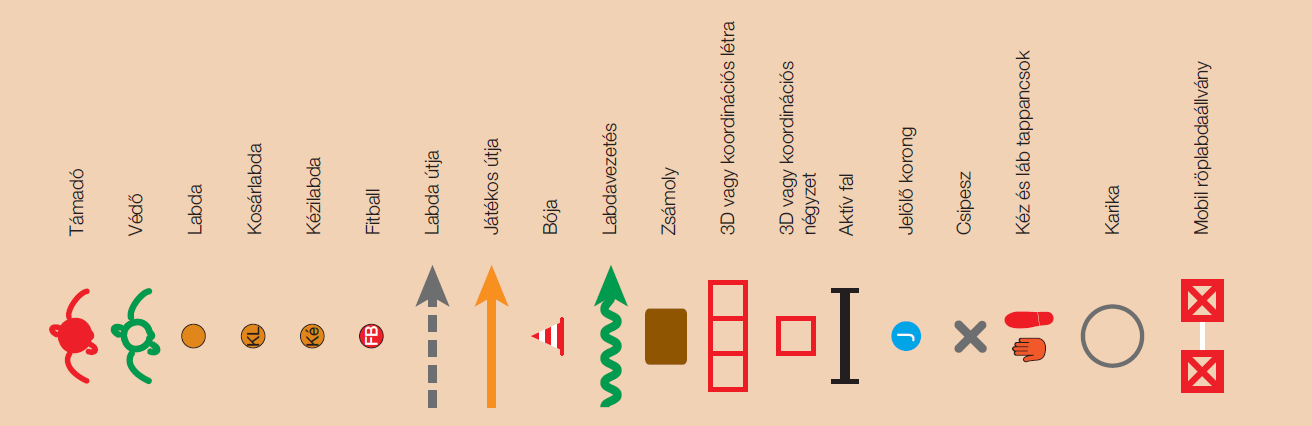 Támadó
Védő
Labda
Kosárlabda
Kézilabda
Fitball
Labda útja
Játékos útja
Bója
Labdavezetés
Zsámoly
3D vagy koordinációs létra
3D vagy koordinációs
négyzet
Aktív fal
Jelölő korong
Csipesz
Kéz és láb tappancsok
Karika
Mobil röplabdaállvány
KL
Ké
FB
J